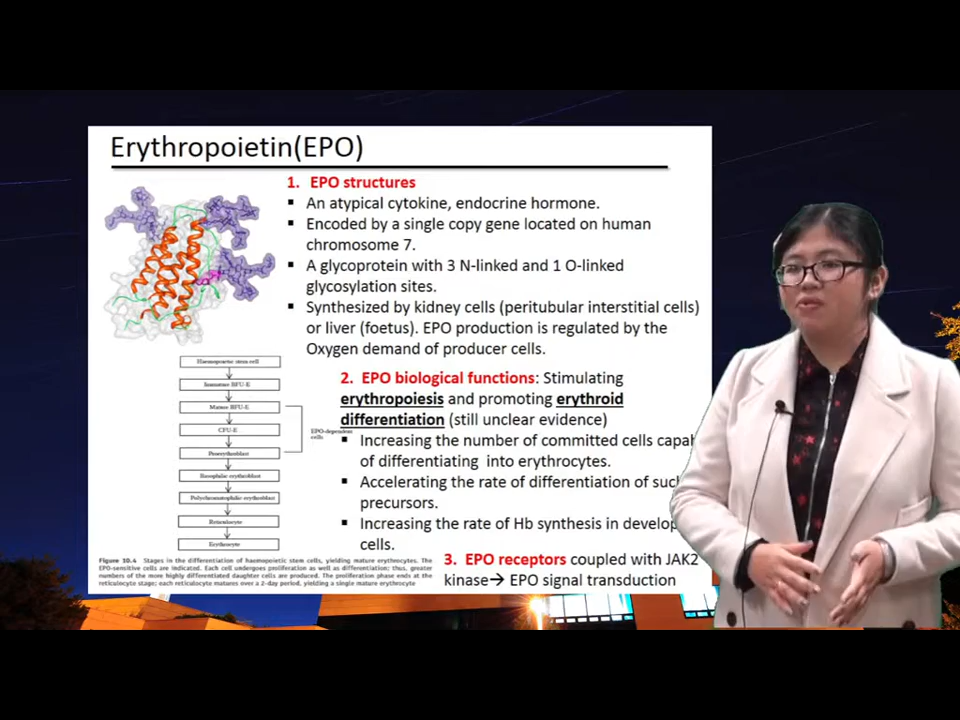 Erythropoietin(EPO)
1. EPO structures
▪ An atypical cytokine, endocrine hormone.
▪ Encoded by a single copy gene located on human
chromosome 7.
▪ A glycoprotein with 3 N-linked and 1 O-linked
glycosylation sites.
▪ Synthesized by kidney cells (peritubular interstitial cells)
or liver (foetus). EPO production is regulated by the
Oxygen demand of producer cells.
Haemopoietic stem cell
Immature BFU-E
Mature BFU-E
CFU-E
Proerythroblast
EPO-dependent
cells
Basophilic erythroblast
Polychromatophilic erythroblast
Reticulocyte
Erythrocyte
Figure 10.4 Stages in the differentiation of haemopoietic stem cells, yielding mature erythrocytes. The
EPO-sensitive cells are indicated. Each cell undergoes proliferation as well as differentiation; thus, greater
numbers of the more highly differentiated daughter cells are produced. The proliferation phase ends at the
reticulocyte stage; each reticulocyte matures over a 2-day period, yielding a single mature erythrocyte
2. EPO biological functions: Stimulating
erythropoiesis and promoting erythroid
differentiation (still unclear evidence)
▪ Increasing the number of committed cells capab
of differentiating into erythrocytes.
▪ Accelerating the rate of differentiation of such
precursors.
▪ Increasing the rate of Hb synthesis in develop
cells.
3. EPO receptors coupled with JAK2
kinase→ EPO signal transduction